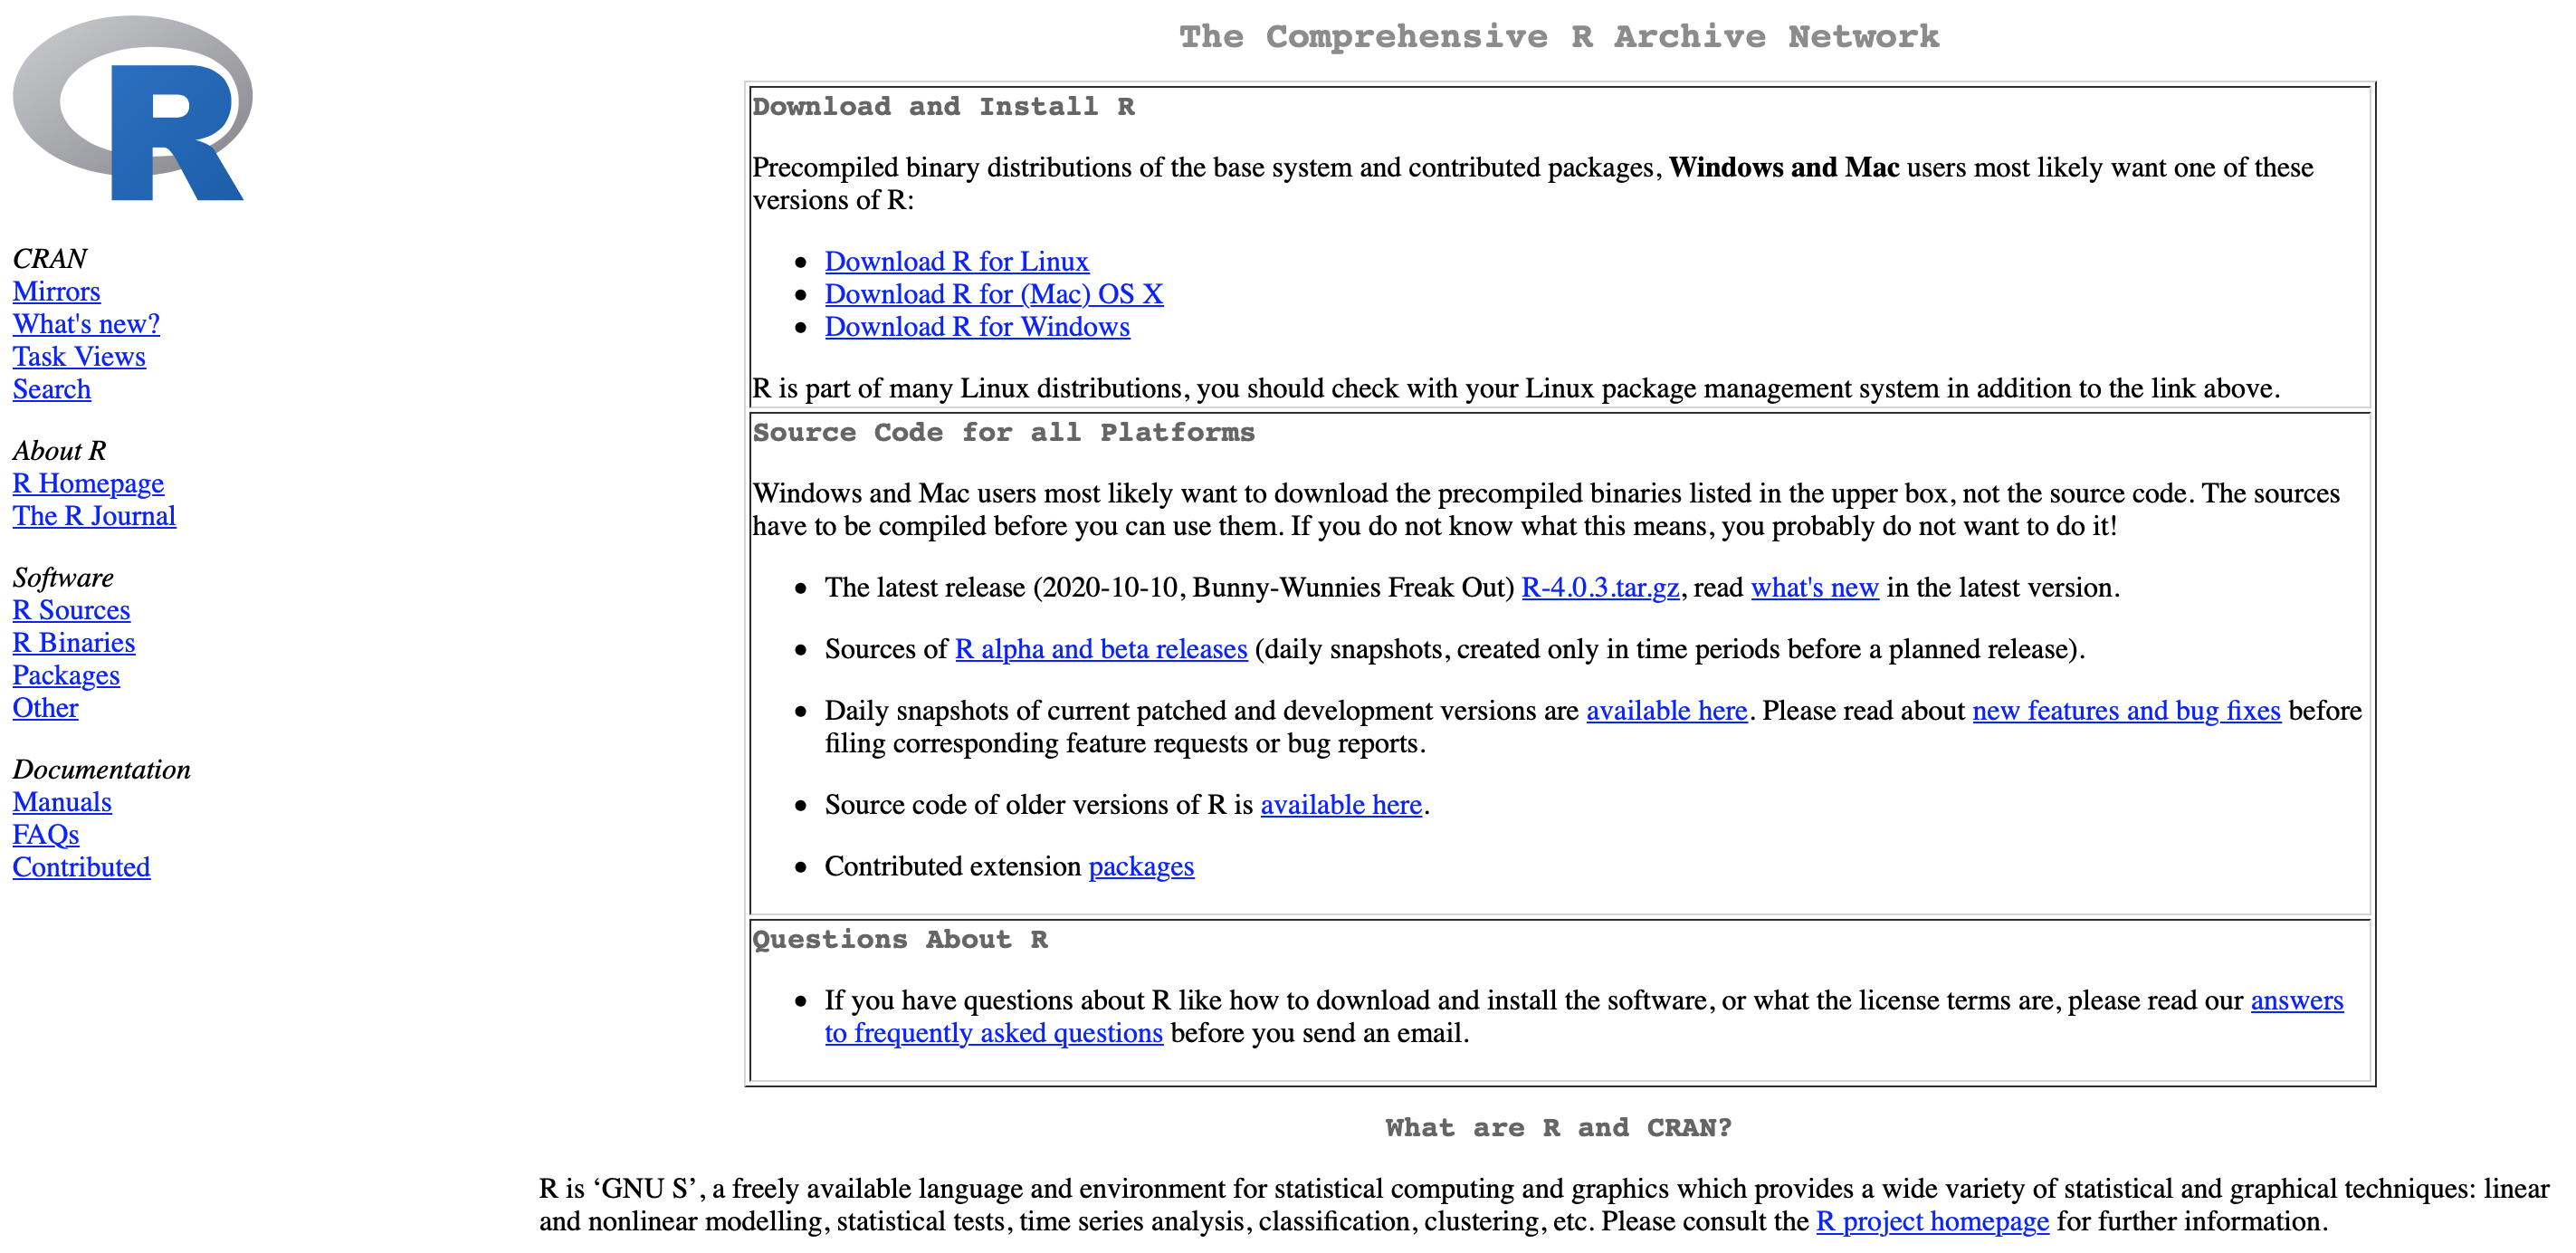 R
CRAN
Mirrors
What's new?
Task Views
Search
About R
R Homepage
The R Journal
Software
R Sources
R Binaries
Packages
Other
Documentation
Manuals
FAQs
Contributed
The Comprehensive R Archive Network
Download and Install R
Precompiled binary distributions of the base system and contributed packages, Windows and Mac users most likely want one of these
versions of R:
• Download R for Linux
• Download R for (Mac) OS X
• Download R for Windows
R is part of many Linux distributions, you should check with your Linux package management system in addition to the link above.
Source Code for all Platforms
Windows and Mac users most likely want to download the precompiled binaries listed in the upper box, not the source code. The sources
have to be compiled before you can use them. If you do not know what this means, you probably do not want to do it!
• The latest release (2020-10-10, Bunny-Wunnies Freak Out) R-4.0.3.tar.gz, read what's new in the latest version.
• Sources of R alpha and beta releases (daily snapshots, created only in time periods before a planned release).
• Daily snapshots of current patched and development versions are available here. Please read about new features and bug fixes before
filing corresponding feature requests or bug reports.
• Source code of older versions of R is available here.
• Contributed extension packages
Questions About R
• If you have questions about R like how to download and install the software, or what the license terms are, please read our answers
to frequently asked questions before you send an email.
What are R and CRAN?
R is ‘GNU S’, a freely available language and environment for statistical computing and graphics which provides a wide variety of statistical and graphical techniques: linear
and nonlinear modelling, statistical tests, time series analysis, classification, clustering, etc. Please consult the R project homepage for further information.